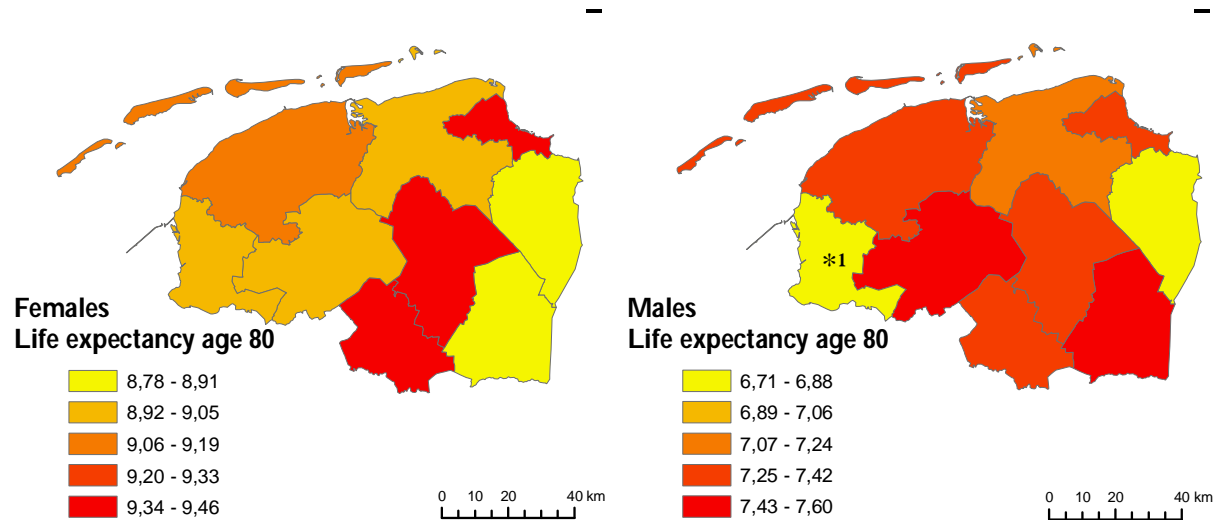 Females
Life expectancy age 80
8,78 - 8,91
8,92 - 9,05
9,06 - 9,19
9,20 - 9,33
9,34 - 9,46
0 10 20 40 km
*1
Males
Life expectancy age 80
6,71 - 6,88
6,89 - 7,06
7,07 - 7,24
7,25 - 7,42
7,43 - 7,60
0 10 20 40 km